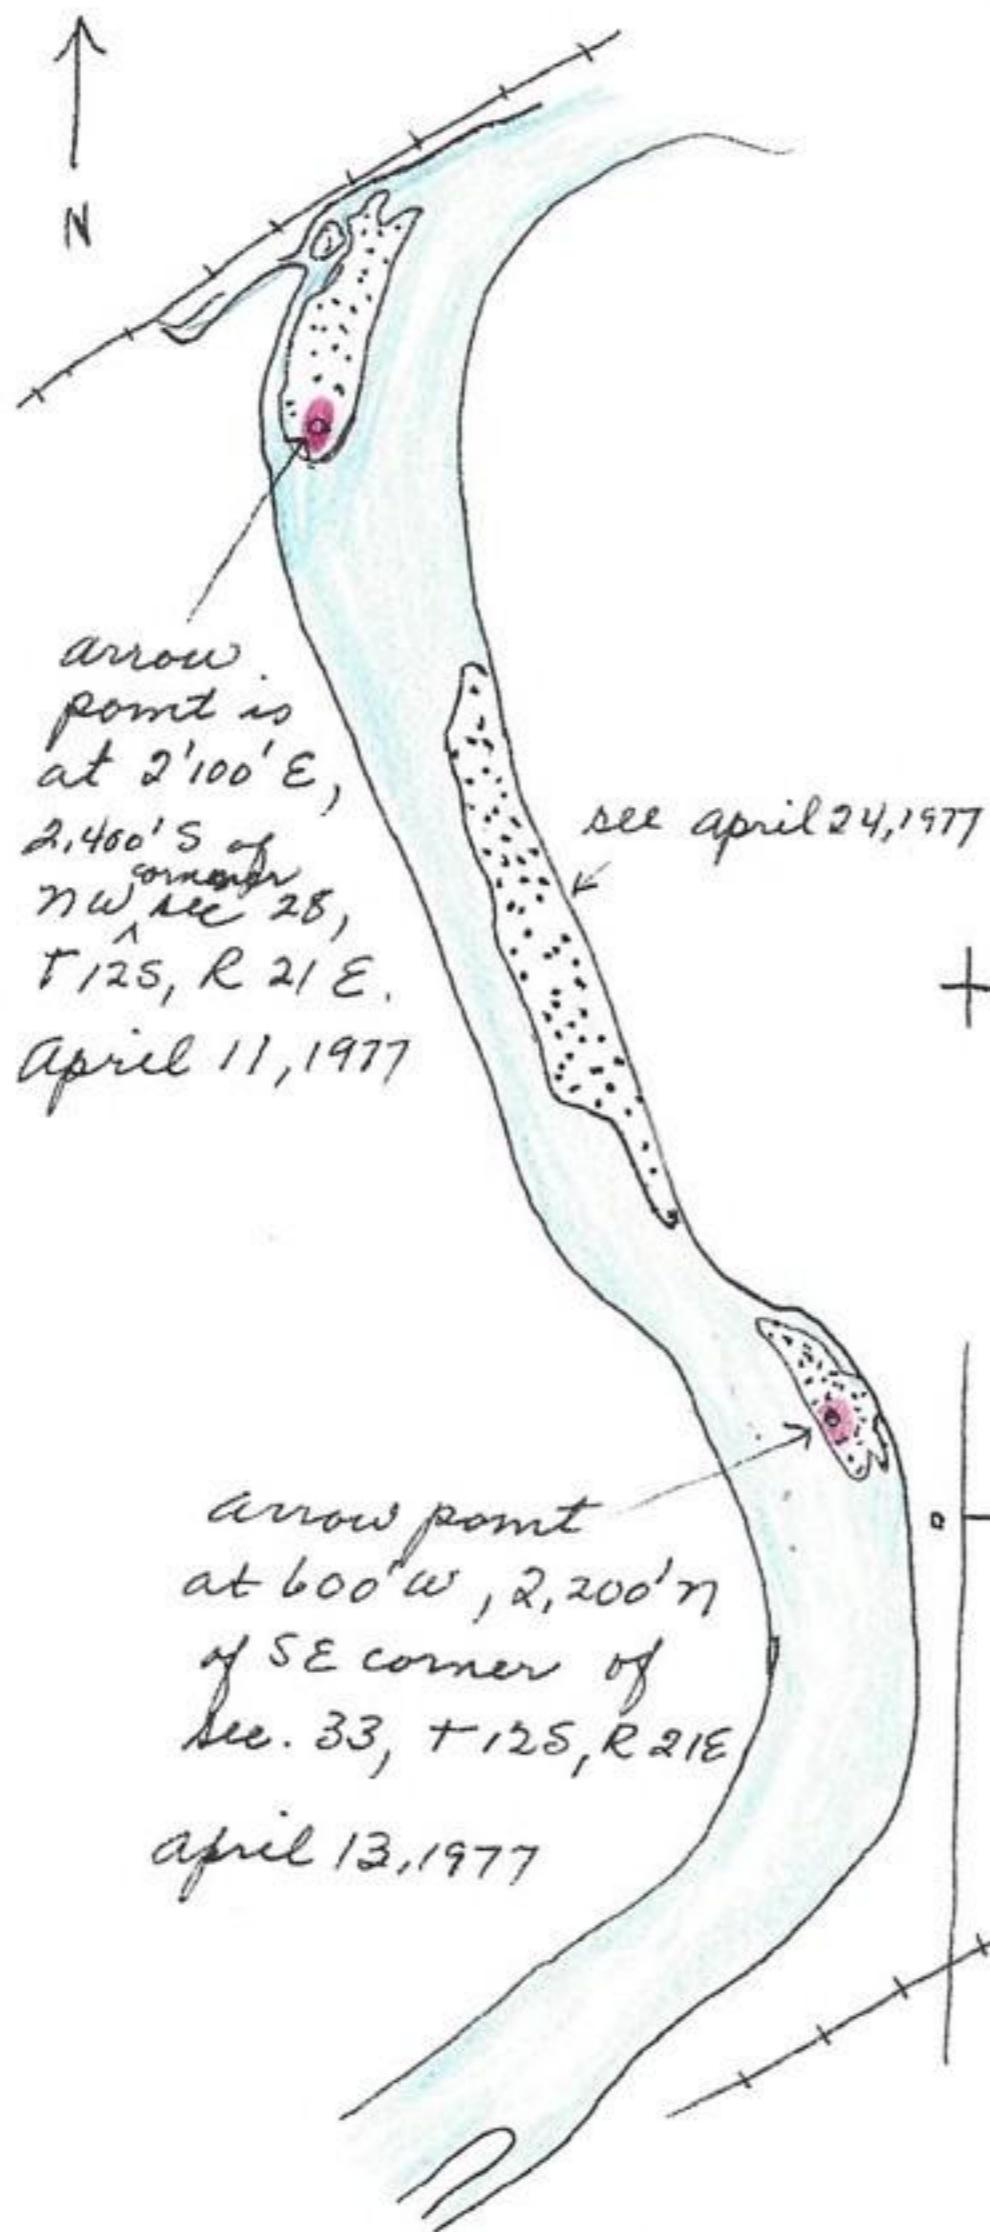 N
arrow
point is
at 2'100' E,
2,400' S of
corner
NW ^ sec 28,
T 12S, R 21 E.
April 11, 1977
see April 24, 1977
arrow point
at 600' W, 2,200' N
of SE corner of
sec. 33, T 12S, R 21E
April 13, 1977